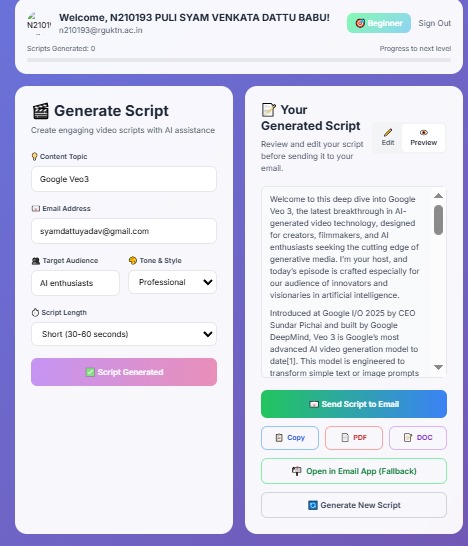 Welcome, N210193 PULI SYAM VENKATA DATTU BABU!
n210193@rguktn.ac.in
Beginner
Sign Out
Scripts Generated: 0
Progress to next level
Generate Script
Create engaging video scripts with AI assistance
Content Topic
Google Veo3
Email Address
syamdattuyadav@gmail.com
Target Audience
Tone & Style
AI enthusiasts
Professional
Script Length
Short (30-60 seconds)
Script Generated
Your
Generated Script
Review and edit your script
before sending it to your
email.
Edit
Preview
Welcome to this deep dive into Google
Veo 3, the latest breakthrough in AI-
generated video technology, designed
for creators, filmmakers, and AI
enthusiasts seeking the cutting edge of
generative media. I'm your host, and
today's episode is crafted especially for
our audience of innovators and
visionaries in artificial intelligence.
Introduced at Google I/O 2025 by CEO
Sundar Pichai and built by Google
DeepMind, Veo 3 is Google's most
advanced AI video generation model to
date[1]. This model is engineered to
transform simple text or image prompts
Send Script to Email
Copy
PDF
DOC
Open in Email App (Fallback)
Generate New Script